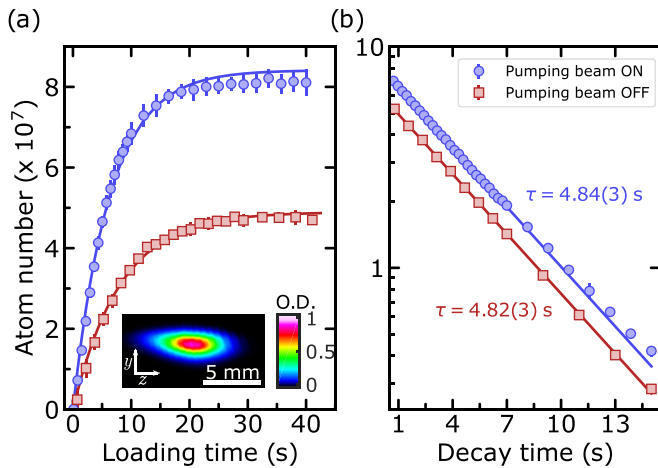 (a)
Atom number (x 10⁷)
8
6
4
2
0
0
10
20
30
40
Loading time (s)
O.D.
1
0.5
0
y
z
5 mm
(b)
10
1
Pumping beam ON
Pumping beam OFF
τ = 4.84(3) s
τ = 4.82(3) s
1
4
7
10
13
Decay time (s)